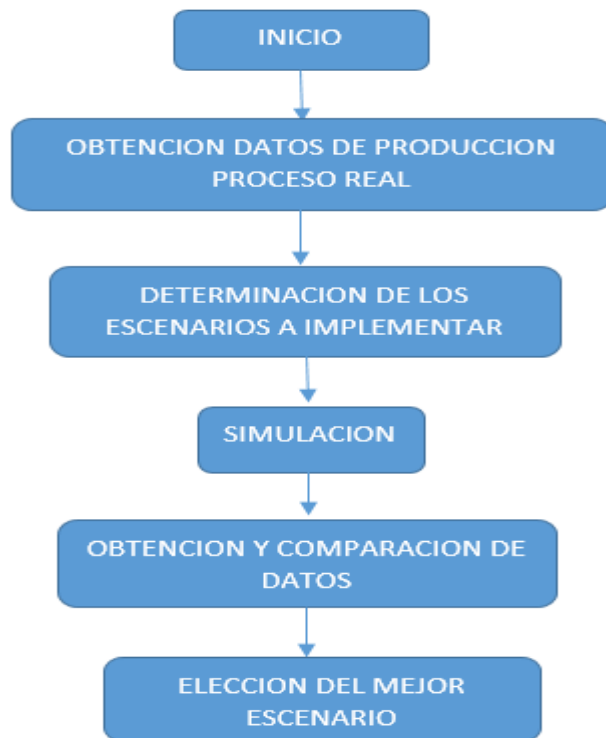 INICIO
OBTENCION DATOS DE PRODUCCION
PROCESO REAL
DETERMINACION DE LOS
ESCENARIOS A IMPLEMENTAR
SIMULACION
OBTENCION Y COMPARACION DE
DATOS
ELECCION DEL MEJOR
ESCENARIO